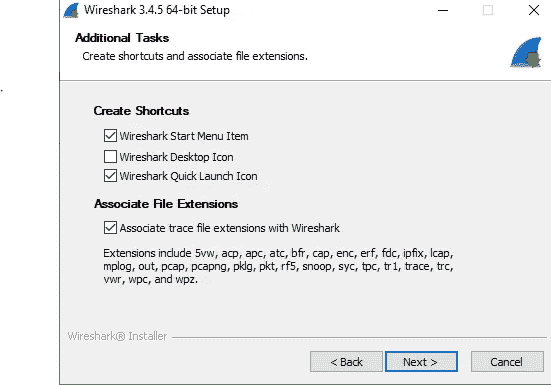 Wireshark 3.4.5 64-bit Setup
Additional Tasks
Create shortcuts and associate file extensions.
Create Shortcuts
Wireshark Start Menu Item
Wireshark Desktop Icon
Wireshark Quick Launch Icon
Associate File Extensions
Associate trace file extensions with Wireshark
Extensions include 5vw, acp, apc, atc, bfr, cap, enc, erf, fdc, ipfix, lcap,
mplog, out, pcap, pcapng, pklg, pkt, rf5, snoop, syc, tpc, tr1, trace, trc,
vwr, wpc, and wpz.
Wireshark® Installer
< Back Next > Cancel